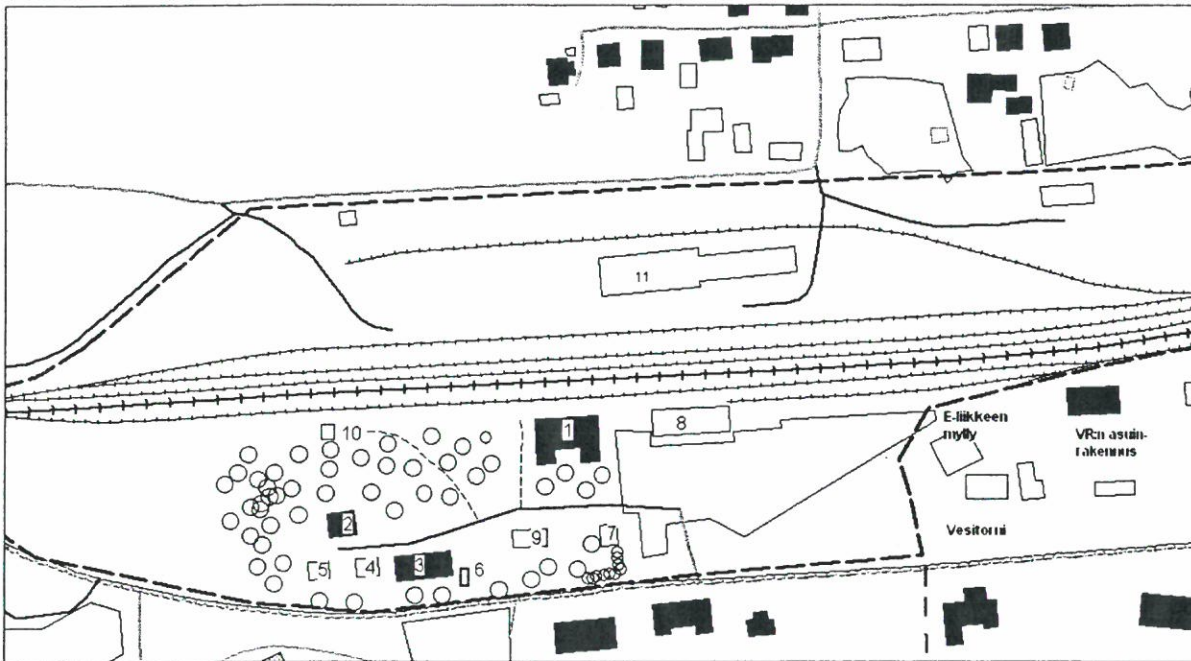 11
1
8
E-liikkeen
mylly
VR:n asuin-
rakennus
10
2
9
7
Vesitorni
5
4
3
6